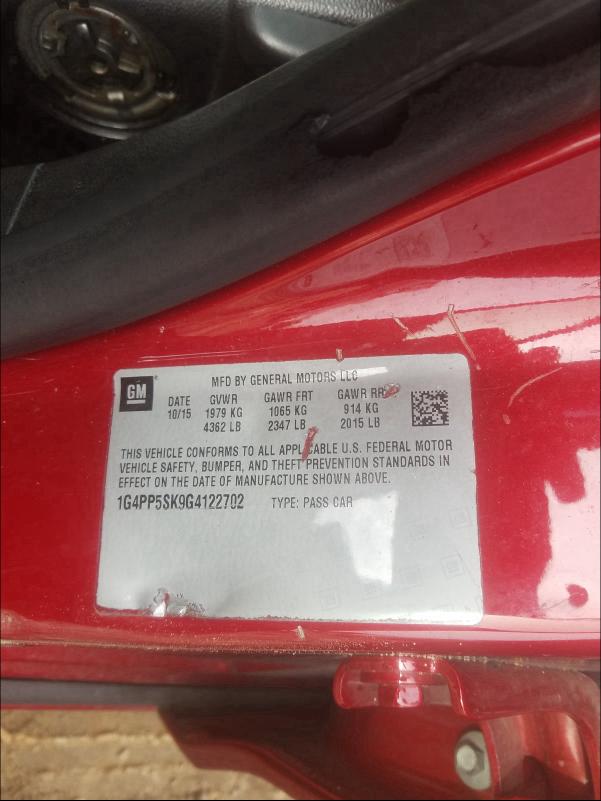 GM ®
MFD BY GENERAL MOTORS LLC
DATE GVWR GAWR FRT GAWR RR
10/15 1979 KG 1065 KG 914 KG
4362 LB 2347 LB 2015 LB
THIS VEHICLE CONFORMS TO ALL APPLICABLE U.S. FEDERAL MOTOR
VEHICLE SAFETY, BUMPER, AND THEFT PREVENTION STANDARDS IN
EFFECT ON THE DATE OF MANUFACTURE SHOWN ABOVE.
1G4PP5SK9G4122702 TYPE: PASS CAR